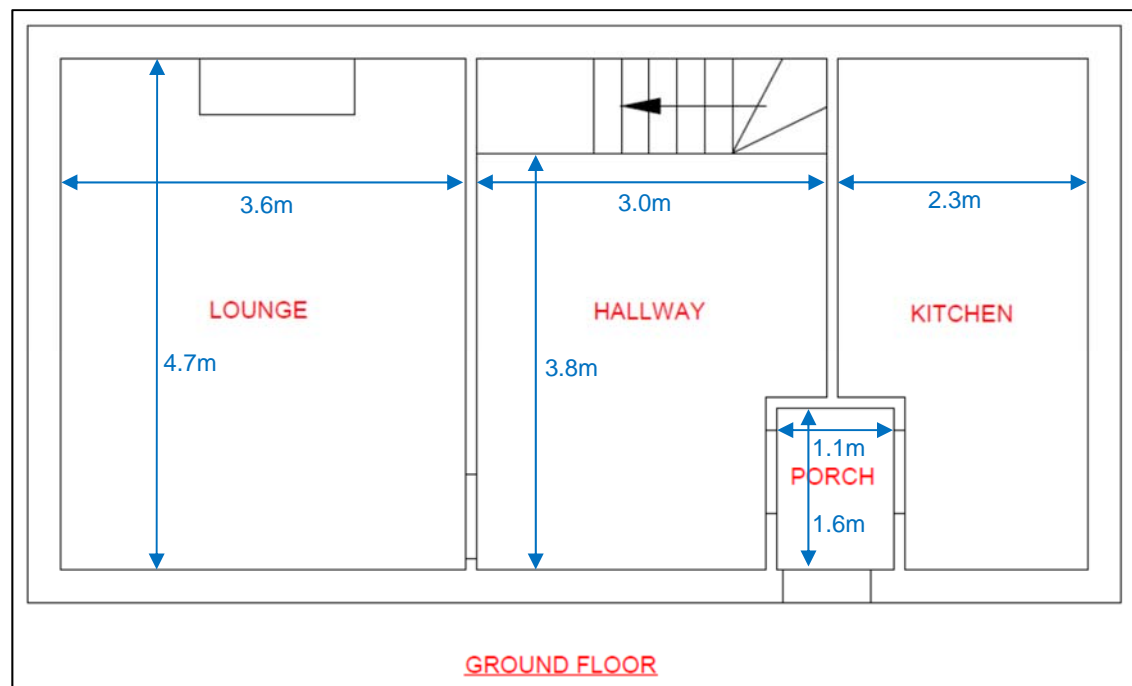 3.6m
3.0m
2.3m
LOUNGE
HALLWAY
KITCHEN
4.7m
3.8m
1.1m
PORCH
1.6m
GROUND FLOOR